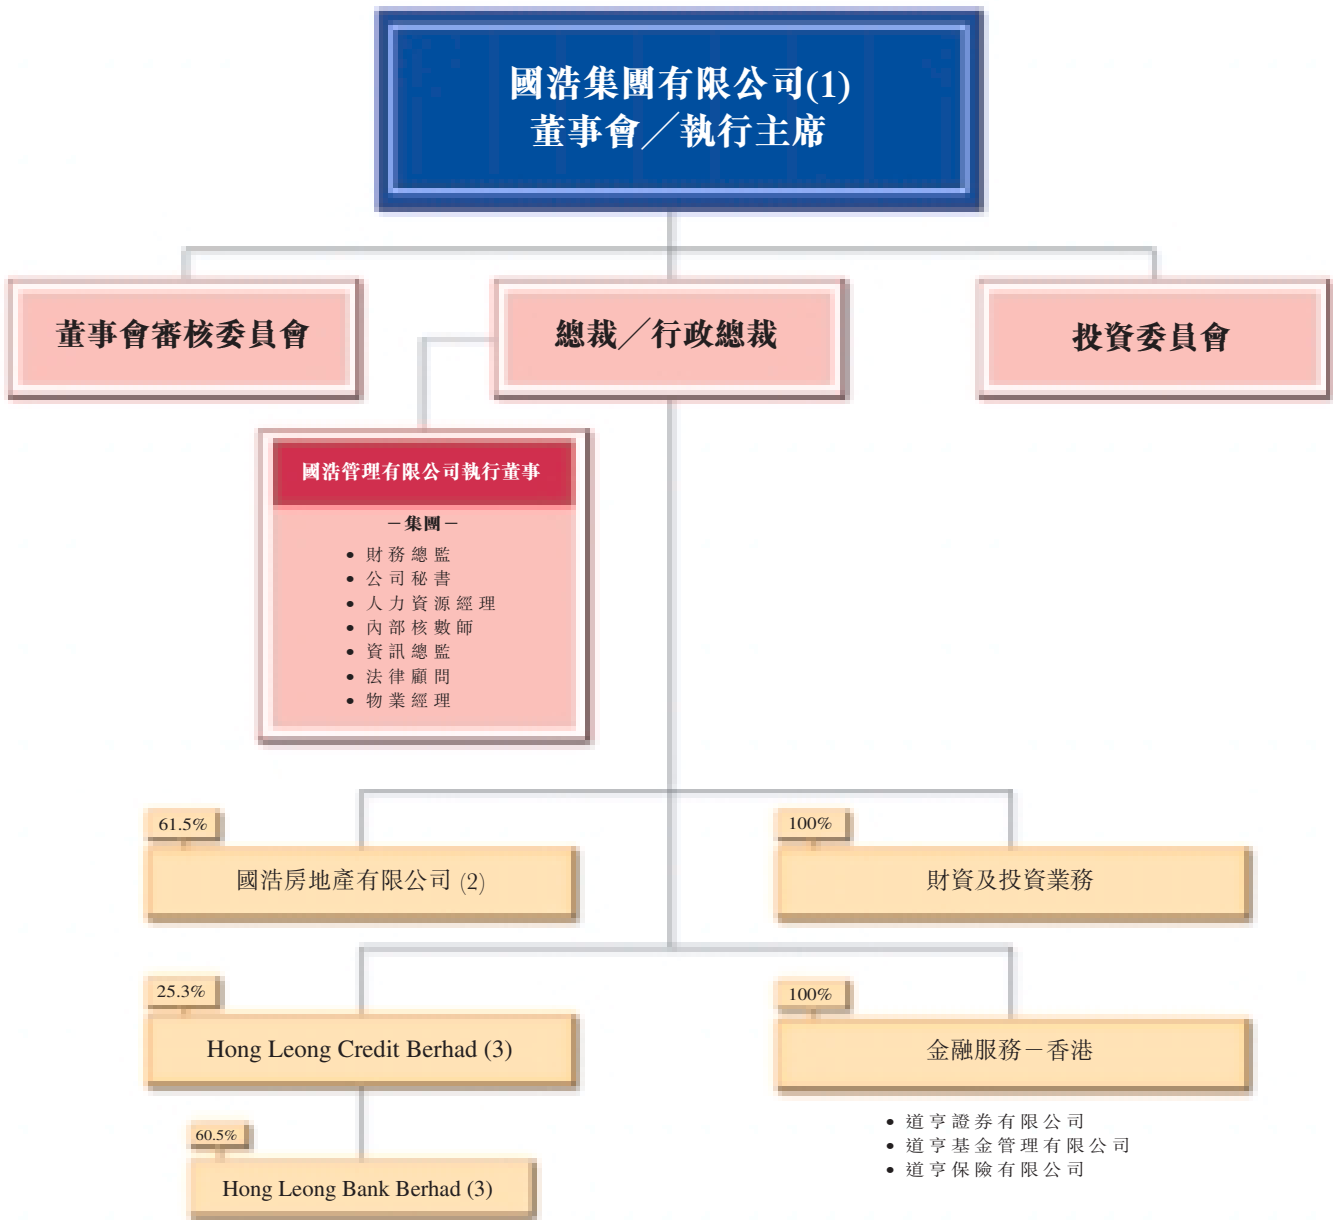 國浩集團有限公司(1)
董事會／執行主席
董事會審核委員會
總裁／行政總裁
投資委員會
國浩管理有限公司執行董事
－集團－
• 財務總監
• 公司秘書
• 人力資源經理
• 內部核數師
• 資訊總監
• 法律顧問
• 物業經理
61.5%
國浩房地產有限公司 (2)
100%
財資及投資業務
25.3%
Hong Leong Credit Berhad (3)
100%
金融服務－香港
• 道亨證券有限公司
• 道亨基金管理有限公司
• 道亨保險有限公司
60.5%
Hong Leong Bank Berhad (3)